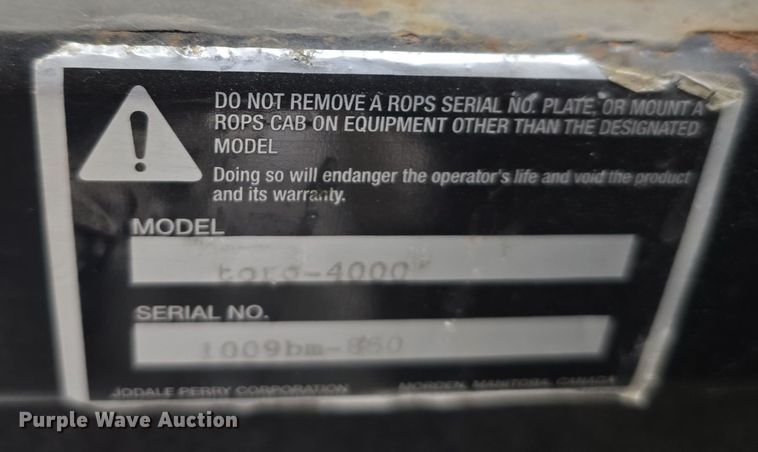 DO NOT REMOVE A ROPS SERIAL NO. PLATE, OR MOUNT A
ROPS CAB ON EQUIPMENT OTHER THAN THE DESIGNATED
MODEL
Doing so will endanger the operator's life and void the product
and its warranty.
MODEL
toro-4000
SERIAL NO.
JODALE PERRY CORPORATION MORDEN, MANITOBA, CANADA
Purple Wave Auction